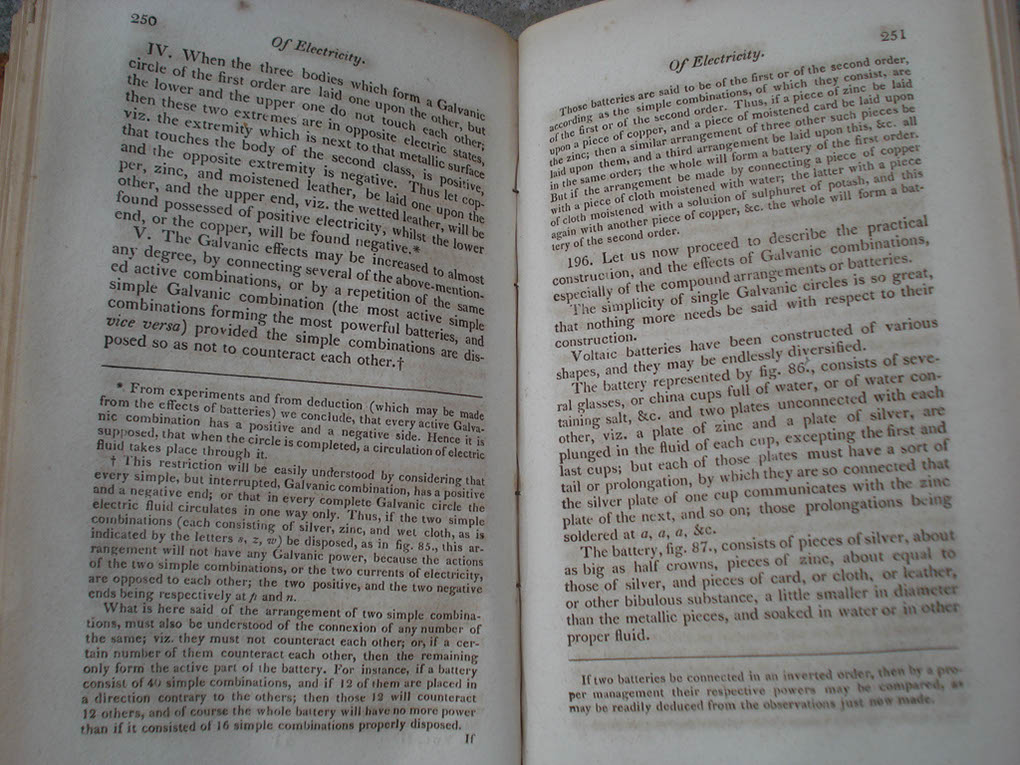 250
Of Electricity.
IV. When the three bodies which form a Galvanic
circle of the first order are laid one upon the other, but
the lower and the upper one do not touch each other;
then these two extremes are in opposite electric states,
viz. the extremity which is next to that metallic surface
that touches the body of the second class, is positive,
and the opposite extremity is negative. Thus let cop-
per, zinc, and moistened leather, be laid one upon the
other, and the upper end, viz. the wetted leather, will be
found possessed of positive electricity, whilst the lower
end, or the copper, will be found negative.*
V. The Galvanic effects may be increased to almost
any degree, by connecting several of the above-mention-
ed active combinations, or by a repetition of the same
simple Galvanic combination (the most active simple
combinations forming the most powerful batteries, and
vice versa) provided the simple combinations are dis-
posed so as not to counteract each other.†
* From experiments and from deduction (which may be made
from the effects of batteries) we conclude, that every active Galva-
nic combination has a positive and a negative side. Hence it is
supposed, that when the circle is completed, a circulation of electric
fluid takes place through it.
† This restriction will be easily understood by considering that
every simple, but interrupted, Galvanic combination, has a positive
and a negative end; or that in every complete Galvanic circle the
electric fluid circulates in one way only. Thus, if the two simple
combinations (each consisting of silver, zinc, and wet cloth, as is
indicated by the letters s, z, w) be disposed, as in fig. 85., this ar-
rangement will not have any Galvanic power, because the actions
of the two simple combinations, or the two currents of electricity,
are opposed to each other; the two positive, and the two negative
ends being respectively at p and n.
What is here said of the arrangement of two simple combina-
tions, must also be understood of the connexion of any number of
the same; viz. they must not counteract each other; or, if a cer-
tain number of them counteract each other, then the remaining
only form the active part of the battery. For instance, if a battery
consist of 40 simple combinations, and if 12 of them are placed in
a direction contrary to the others; then those 12 will counteract
12 others, and of course the whole battery will have no more power
than if it consisted of 16 simple combinations properly disposed.
If
251
Of Electricity.
Those batteries are said to be of the first or of the second order,
according as the simple combinations, of which they consist, are
of the first or of the second order. Thus, if a piece of zinc be laid
upon a piece of copper, and a piece of moistened card be laid upon
the zinc; then a similar arrangement of three other such pieces be
laid upon them, and a third arrangement be laid upon this, &c. all
in the same order; the whole will form a battery of the first order.
But if the arrangement be made by connecting a piece of copper
with a piece of cloth moistened with water; the latter with a piece
of cloth moistened with a solution of sulphuret of potash, and this
again with another piece of copper, &c. the whole will form a bat-
tery of the second order.
196. Let us now proceed to describe the practical
construction, and the effects of Galvanic combinations,
especially of the compound arrangements or batteries.
The simplicity of single Galvanic circles is so great,
that nothing more needs be said with respect to their
construction.
Voltaic batteries have been constructed of various
shapes, and they may be endlessly diversified.
The battery represented by fig. 86., consists of seve-
ral glasses, or china cups full of water, or of water con-
taining salt, &c. and two plates unconnected with each
other, viz. a plate of zinc and a plate of silver, are
plunged in the fluid of each cup, excepting the first and
last cups; but each of those plates must have a sort of
tail or prolongation, by which they are so connected that
the silver plate of one cup communicates with the zinc
plate of the next, and so on; those prolongations being
soldered at a, a, a, &c.
The battery, fig. 87., consists of pieces of silver, about
as big as half crowns, pieces of zinc, about equal to
those of silver, and pieces of card, or cloth, or leather,
or other bibulous substance, a little smaller in diameter
than the metallic pieces, and soaked in water or in other
proper fluid.
If two batteries be connected in an inverted order, then by a pro-
per management their respective powers may be compared, as
may be readily deduced from the observations just now made.